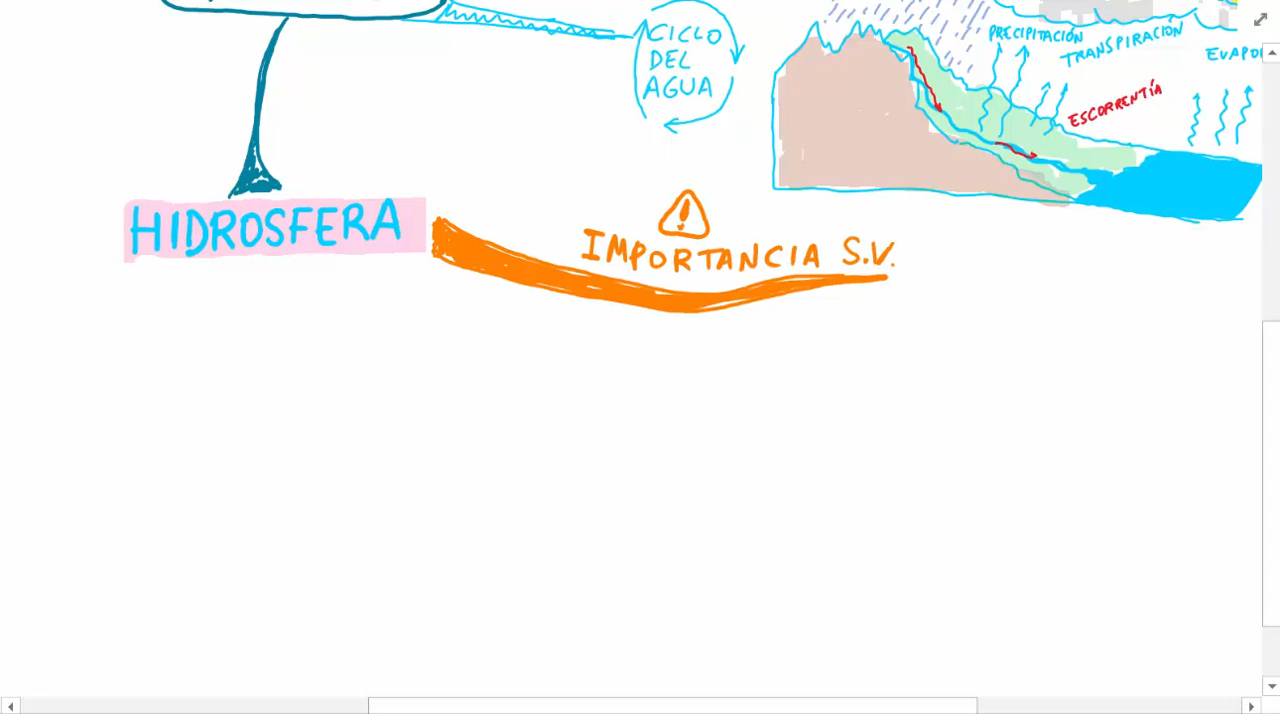 CICLO
DEL
AGUA
PRECIPITACIÓN
TRANSPIRACIÓN
ESCORRENTÍA
HIDROSFERA
IMPORTANCIA S.V.